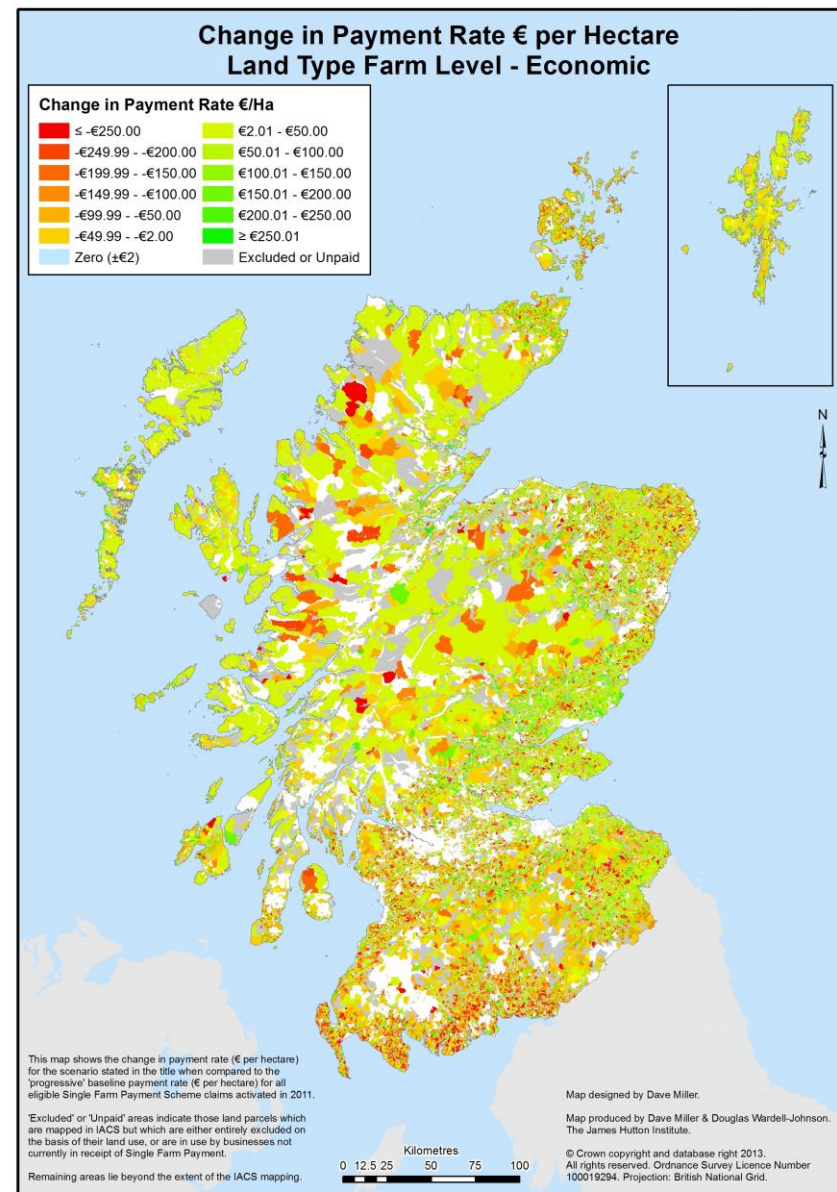 Change in Payment Rate € per Hectare
Land Type Farm Level - Economic
Change in Payment Rate €/Ha
≤ -€250.00
-€249.99 - -€200.00
-€199.99 - -€150.00
-€149.99 - -€100.00
-€99.99 - -€50.00
-€49.99 - -€2.00
Zero (±€2)
€2.01 - €50.00
€50.01 - €100.00
€100.01 - €150.00
€150.01 - €200.00
€200.01 - €250.00
≥ €250.01
Excluded or Unpaid
N
This map shows the change in payment rate (€ per hectare)
for the scenario stated in the title when compared to the
'progressive' baseline payment rate (€ per hectare) for all
eligible Single Farm Payment Scheme claims activated in 2011.
'Excluded' or 'Unpaid' areas indicate those land parcels which
are mapped in IACS but which are either entirely excluded on
the basis of their land use, or are in use by businesses not
currently in receipt of Single Farm Payment.
Remaining areas lie beyond the extent of the IACS mapping.
Kilometres
0 12.5 25 50 75 100
Map designed by Dave Miller.
Map produced by Dave Miller & Douglas Wardell-Johnson.
The James Hutton Institute.
© Crown copyright and database right 2013.
All rights reserved. Ordnance Survey Licence Number
100019294. Projection: British National Grid.